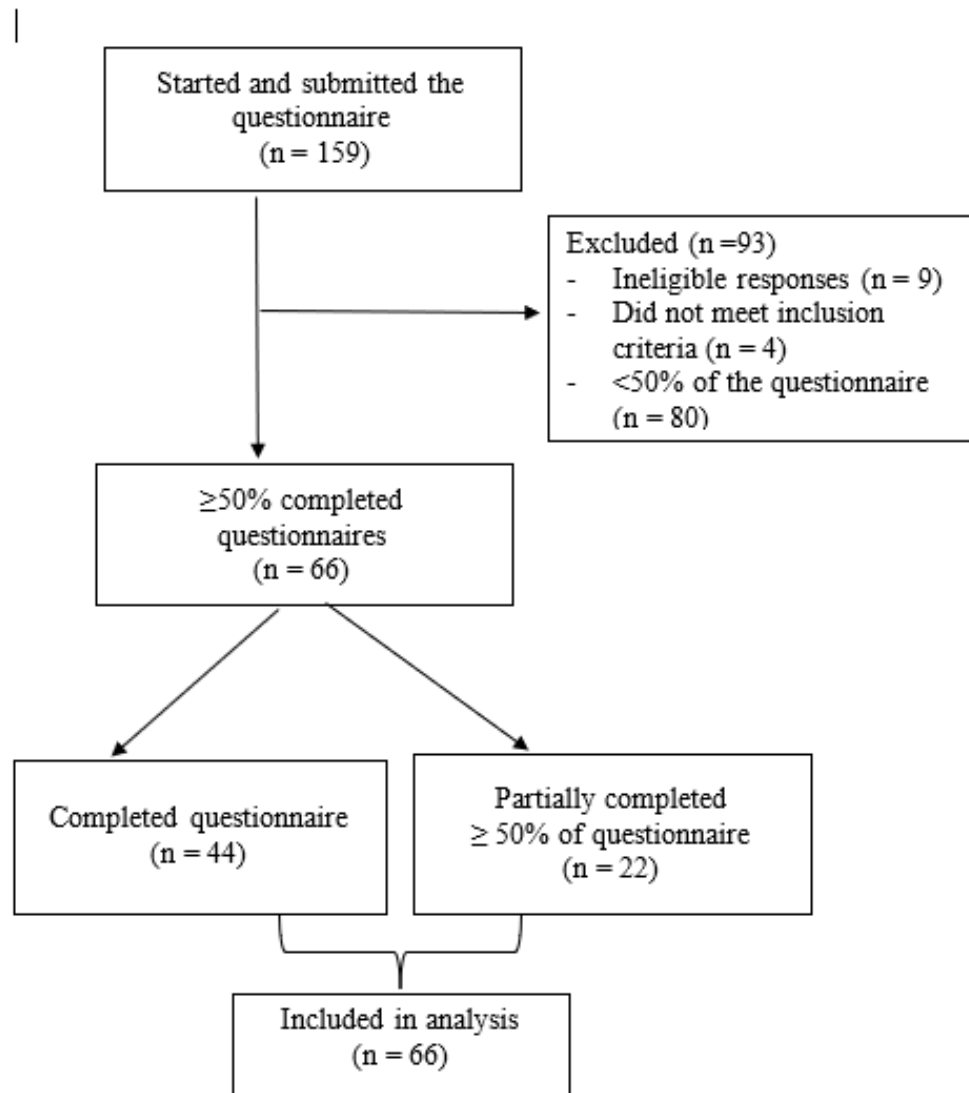 Started and submitted the
questionnaire
(n = 159)
Excluded (n =93)
- Ineligible responses (n = 9)
- Did not meet inclusion
criteria (n = 4)
- <50% of the questionnaire
(n = 80)
≥50% completed
questionnaires
(n = 66)
Completed questionnaire
(n = 44)
Partially completed
≥ 50% of questionnaire
(n = 22)
Included in analysis
(n = 66)